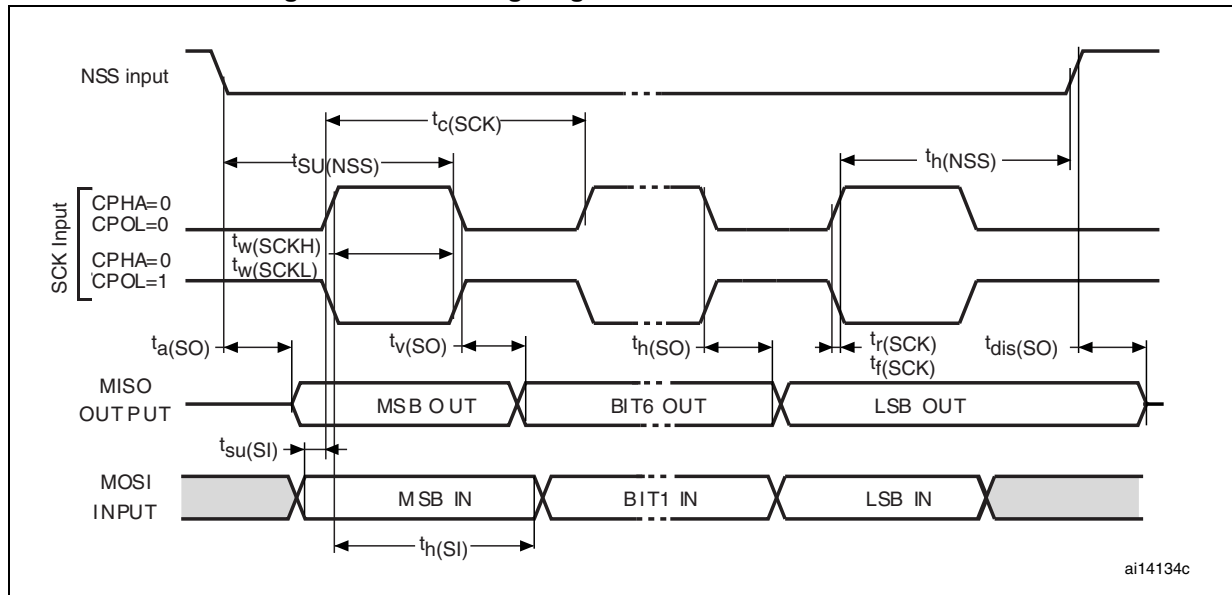 NSS input
tc(SCK)
tSU(NSS)
th(NSS)
SCK Input
CPHA=0
CPOL=0
tw(SCKH)
CPHA=0
tw(SCKL)
CPOL=1
ta(SO)
tv(SO)
th(SO)
tr(SCK)
tf(SCK)
tdis(SO)
MISO
OUTPUT
MSB OUT
BIT6 OUT
LSB OUT
tsu(SI)
MOSI
INPUT
MSB IN
BIT1 IN
LSB IN
th(SI)
ai14134c